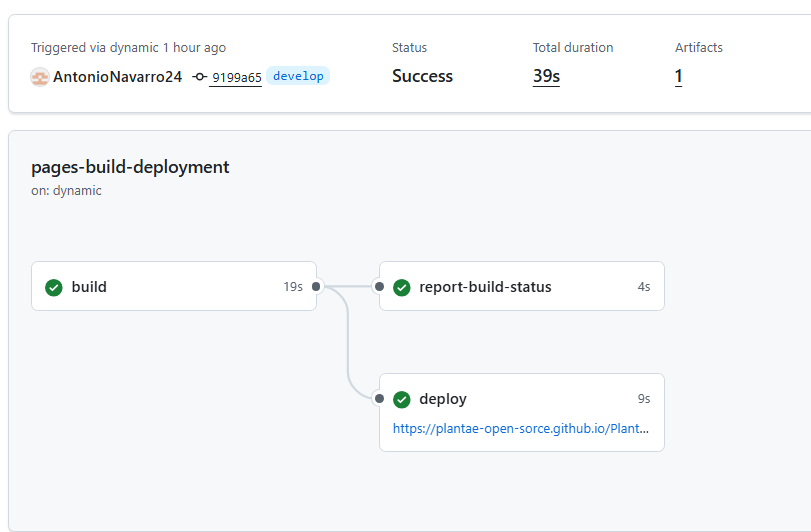 Triggered via dynamic 1 hour ago
AntonioNavarro24 9199a65 develop
Status
Success
Total duration
39s
Artifacts
1
pages-build-deployment
on: dynamic
build 19s
report-build-status 4s
deploy 9s
https://plantae-open-sorce.github.io/Plant...